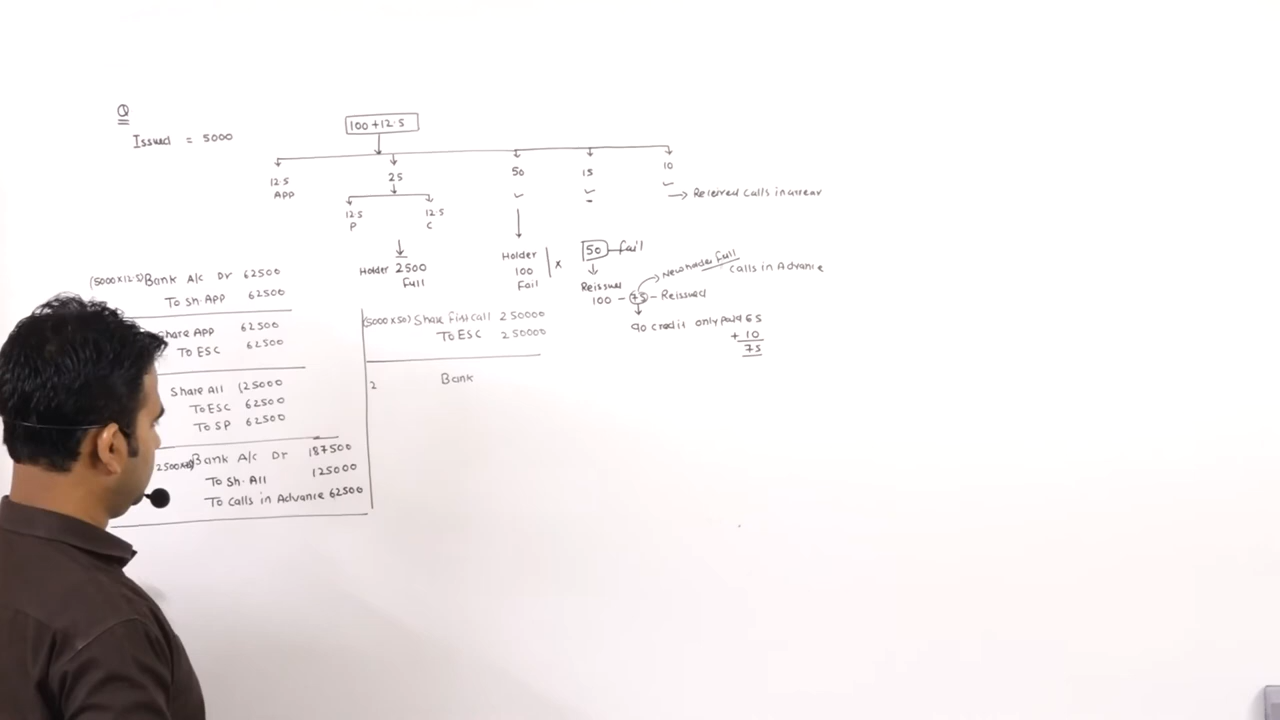 Q
Issued = 5000
100 + 12.5
12.5 25 50 15 10
APP
12.5 12.5
P C
→ Referred calls in arrear
Holder 2500
Full
Holder
100
Fail
x
50 fail
Reissue
100 - 75 - Reissued
New holder full
calls in Advance
90 credit only paid 65
+ 10
75
(5000x12.5) Bank A/c Dr 62500
To Sh. APP 62500
Share APP 62500
To ESC 62500
Share All 125000
To ESC 62500
To SP 62500
Bank A/c Dr 187500
To Sh. All 125000
To Calls in Advance 62500
(5000x50) Share First call 250000
To ESC 250000
2 Bank